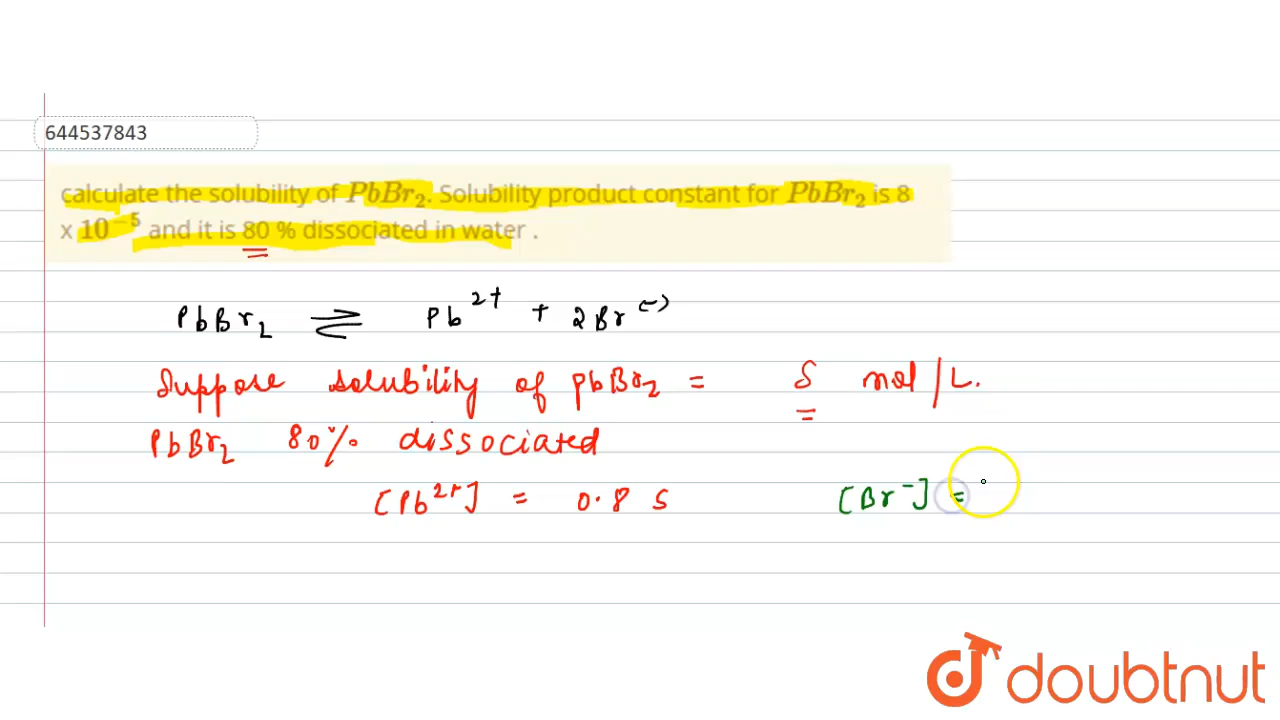 644537843
calculate the solubility of PbBr₂. Solubility product constant for PbBr₂ is 8
x 10⁻⁵ and it is 80 % dissociated in water .
PbBr₂ ⇌ Pb²⁺ + 2Br⁽⁻⁾
Suppose solubility of PbBr₂ = S mol/L.
PbBr₂ 80% dissociated
[Pb²⁺] = 0.8 S [Br⁻] =
doubtnut